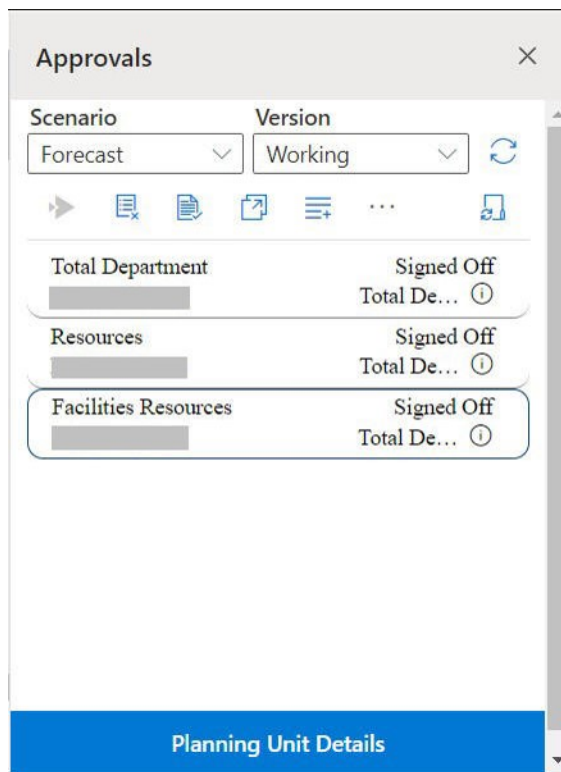 Approvals
Scenario Version
Forecast Working
...
Total Department Signed Off
Total De...
Resources Signed Off
Total De...
Facilities Resources Signed Off
Total De...
Planning Unit Details